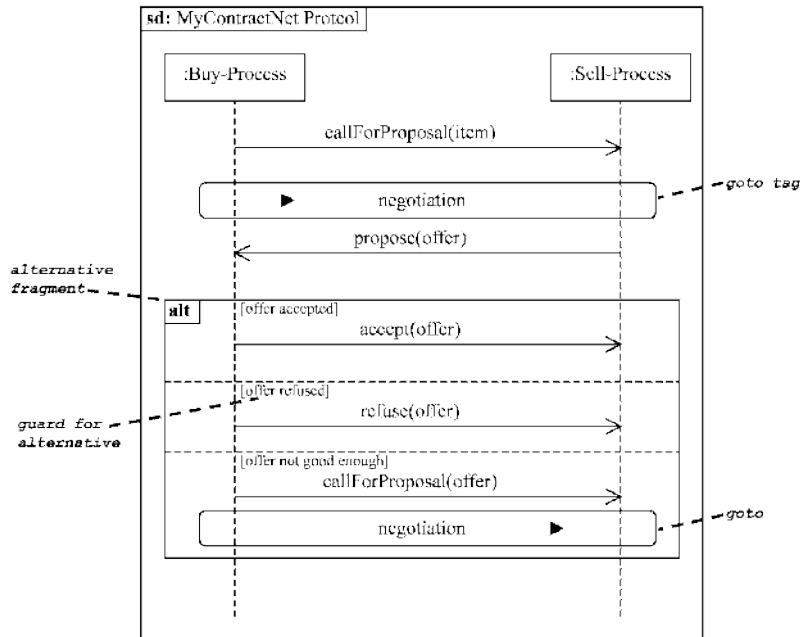 sd: MyContractNet Protcol
:Buy-Process
:Sell-Process
callForProposal(item)
negotiation
goto tag
propose(offer)
alternative
fragment
alt
[offer accepted]
accept(offer)
[offer refused]
refuse(offer)
guard for
alternative
[offer not good enough]
callForProposal(offer)
negotiation
goto